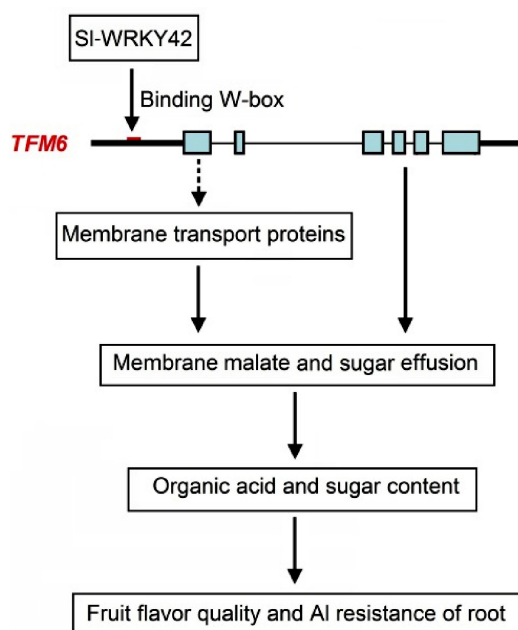 Sl-WRKY42
Binding W-box
TFM6
Membrane transport proteins
Membrane malate and sugar effusion
Organic acid and sugar content
Fruit flavor quality and Al resistance of root